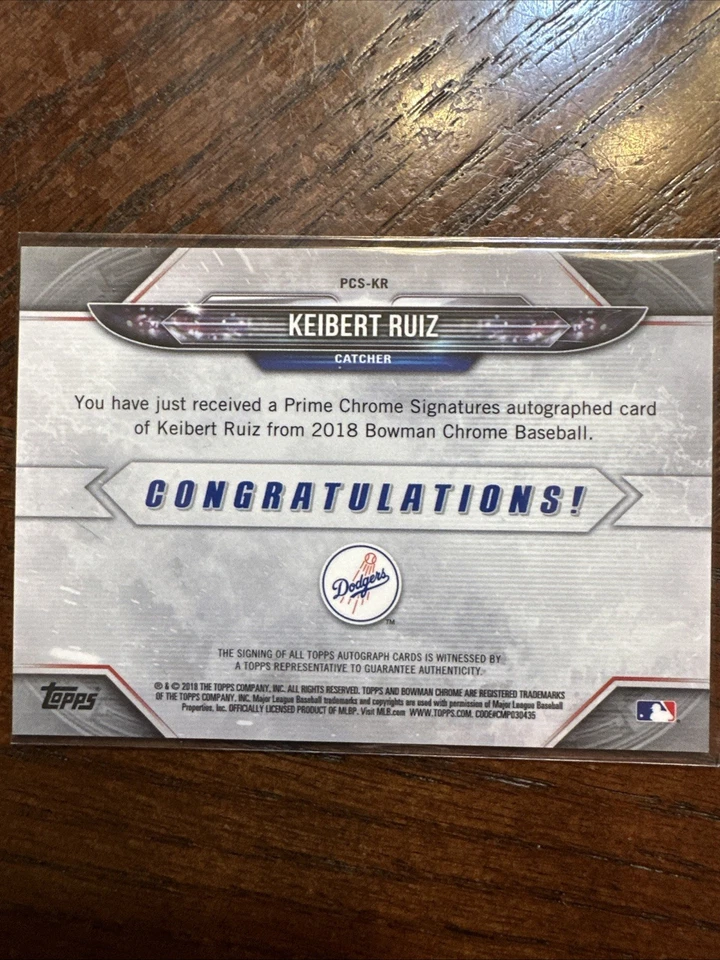 PCS-KR
KEIBERT RUIZ
CATCHER
You have just received a Prime Chrome Signatures autographed card
of Keibert Ruiz from 2018 Bowman Chrome Baseball.
CONGRATULATIONS!
Dodgers
TM
THE SIGNING OF ALL TOPPS AUTOGRAPH CARDS IS WITNESSED BY
A TOPPS REPRESENTATIVE TO GUARANTEE AUTHENTICITY.
topps
® & © 2018 THE TOPPS COMPANY, INC. ALL RIGHTS RESERVED. TOPPS AND BOWMAN CHROME ARE REGISTERED TRADEMARKS
OF THE TOPPS COMPANY, INC. Major League Baseball trademarks and copyrights are used with permission of Major League Baseball
Properties, Inc. OFFICIALLY LICENSED PRODUCT OF MLBP. Visit MLB.com WWW.TOPPS.COM. CODE#CMP030435